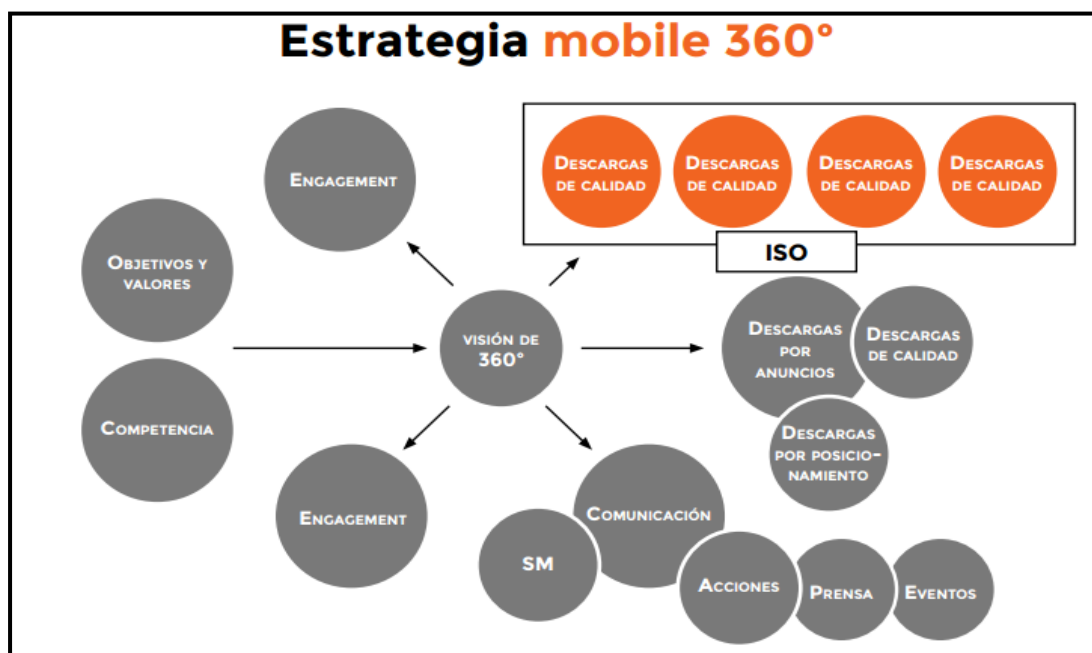 Estrategia mobile 360°
Engagement
Descargas
de calidad
Descargas
de calidad
Descargas
de calidad
Descargas
de calidad
ISO
Objetivos y
valores
Competencia
visión de
360°
Descargas
por
anuncios
Descargas
de calidad
Descargas
por posicio-
namiento
Engagement
Comunicación
SM
Acciones
Prensa
Eventos